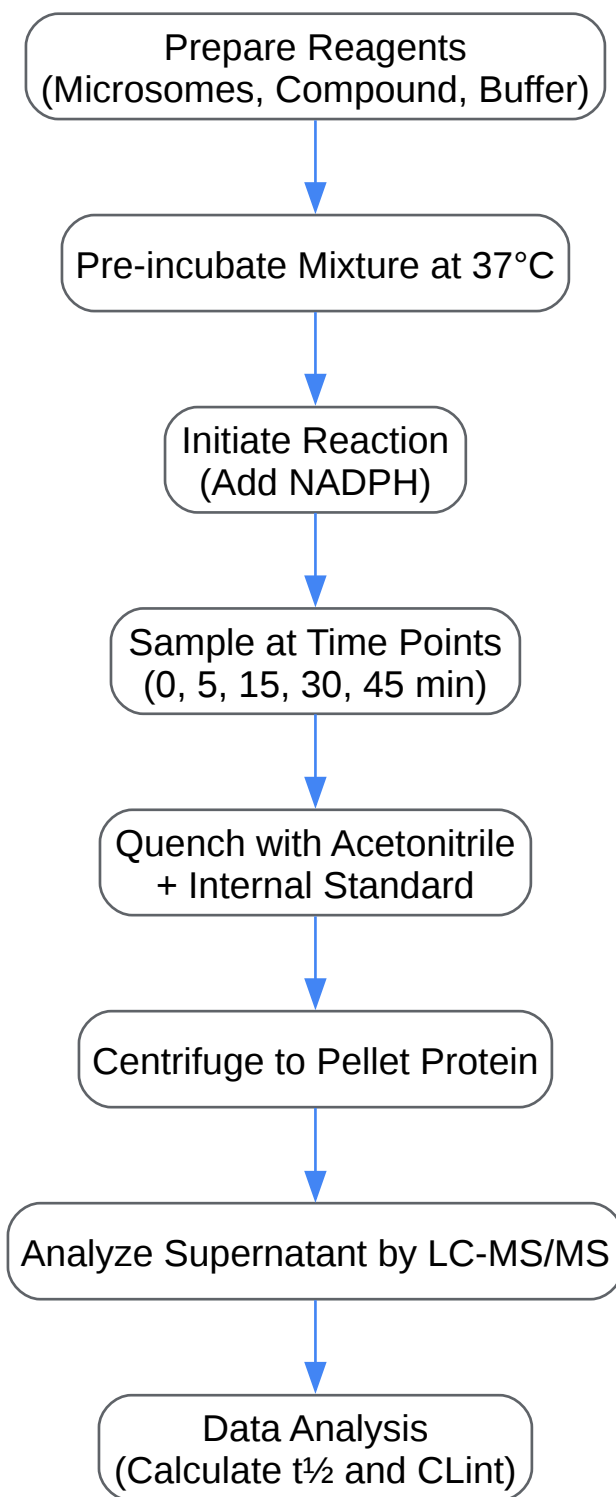 Prepare Reagents
(Microsomes, Compound, Buffer)
Pre-incubate Mixture at 37°C
Initiate Reaction
(Add NADPH)
Sample at Time Points
(0, 5, 15, 30, 45 min)
Quench with Acetonitrile
+ Internal Standard
Centrifuge to Pellet Protein
Analyze Supernatant by LC-MS/MS
Data Analysis
(Calculate t½ and CLint)